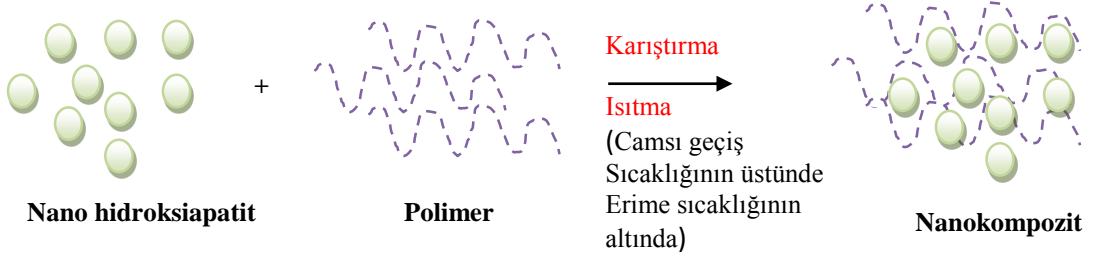 +
Nano hidroksiapatit
Polimer
Karıştırma
Isıtma
(Camsı geçiş
Sıcaklığının üstünde
Erime sıcaklığının
altında)
Nanokompozit